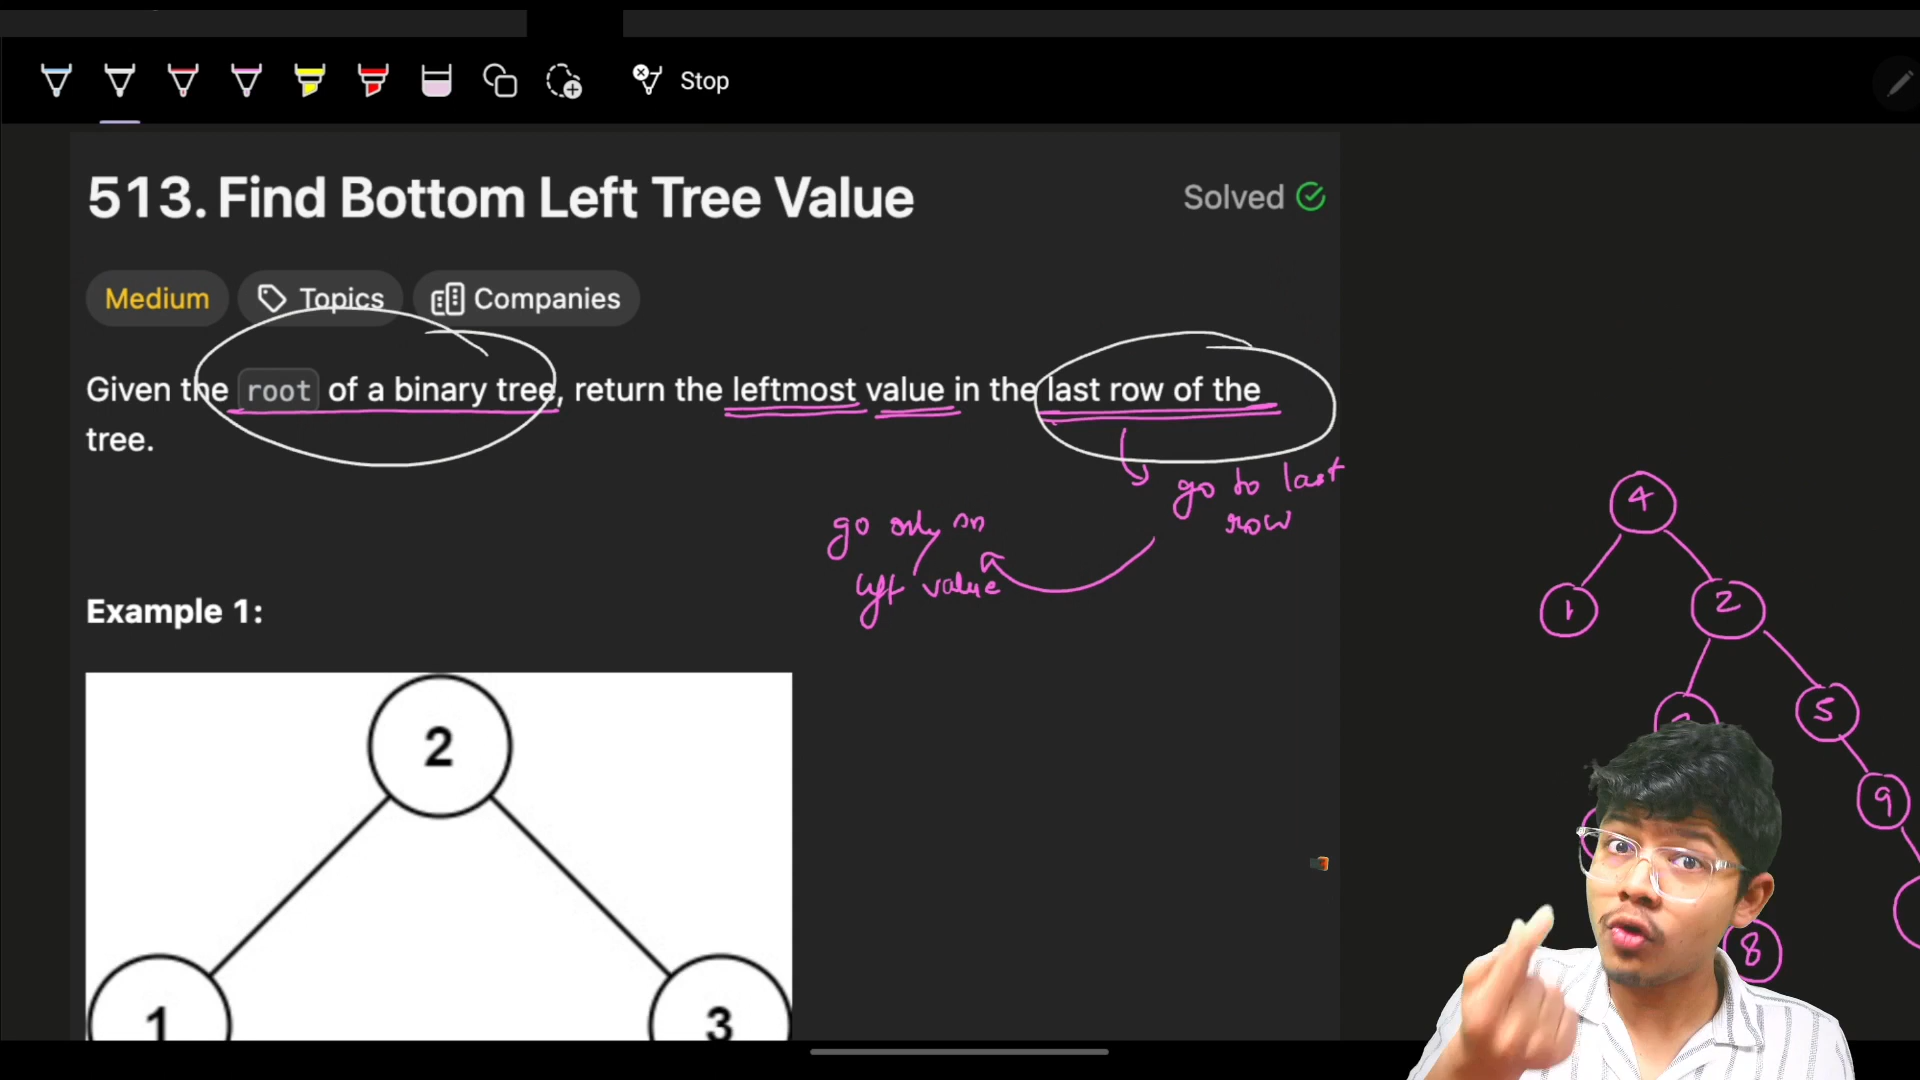 Stop
513. Find Bottom Left Tree Value
Solved
Medium
Topics
Companies
Given the root of a binary tree, return the leftmost value in the last row of the
tree.
go to last
row
go only on
left value
Example 1:
2
1
3
4
1
2
5
9
8